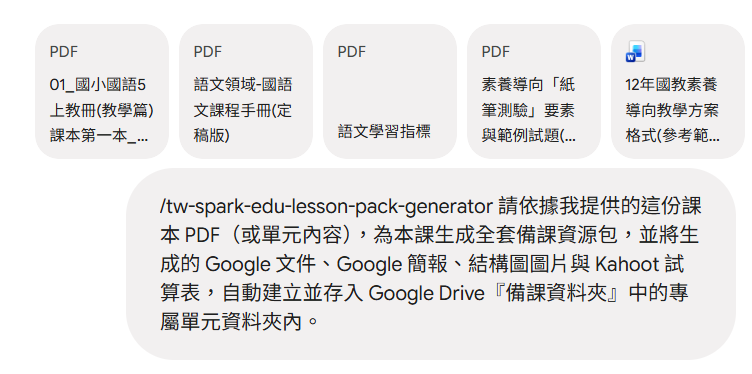 PDF
01_國小國語5
上教冊(教學篇)
課本第一本_...
PDF
語文領域-國語
文課程手冊(定
稿版)
PDF
語文學習指標
PDF
素養導向「紙
筆測驗」要素
與範例試題(...
12年國教素養
導向教學方案
格式(參考範...
/tw-spark-edu-lesson-pack-generator 請依據我提供的這份課
本 PDF（或單元內容），為本課生成全套備課資源包，並將生
成的 Google 文件、Google 簡報、結構圖圖片與 Kahoot 試
算表，自動建立並存入 Google Drive『備課資料夾』中的專
屬單元資料夾內。